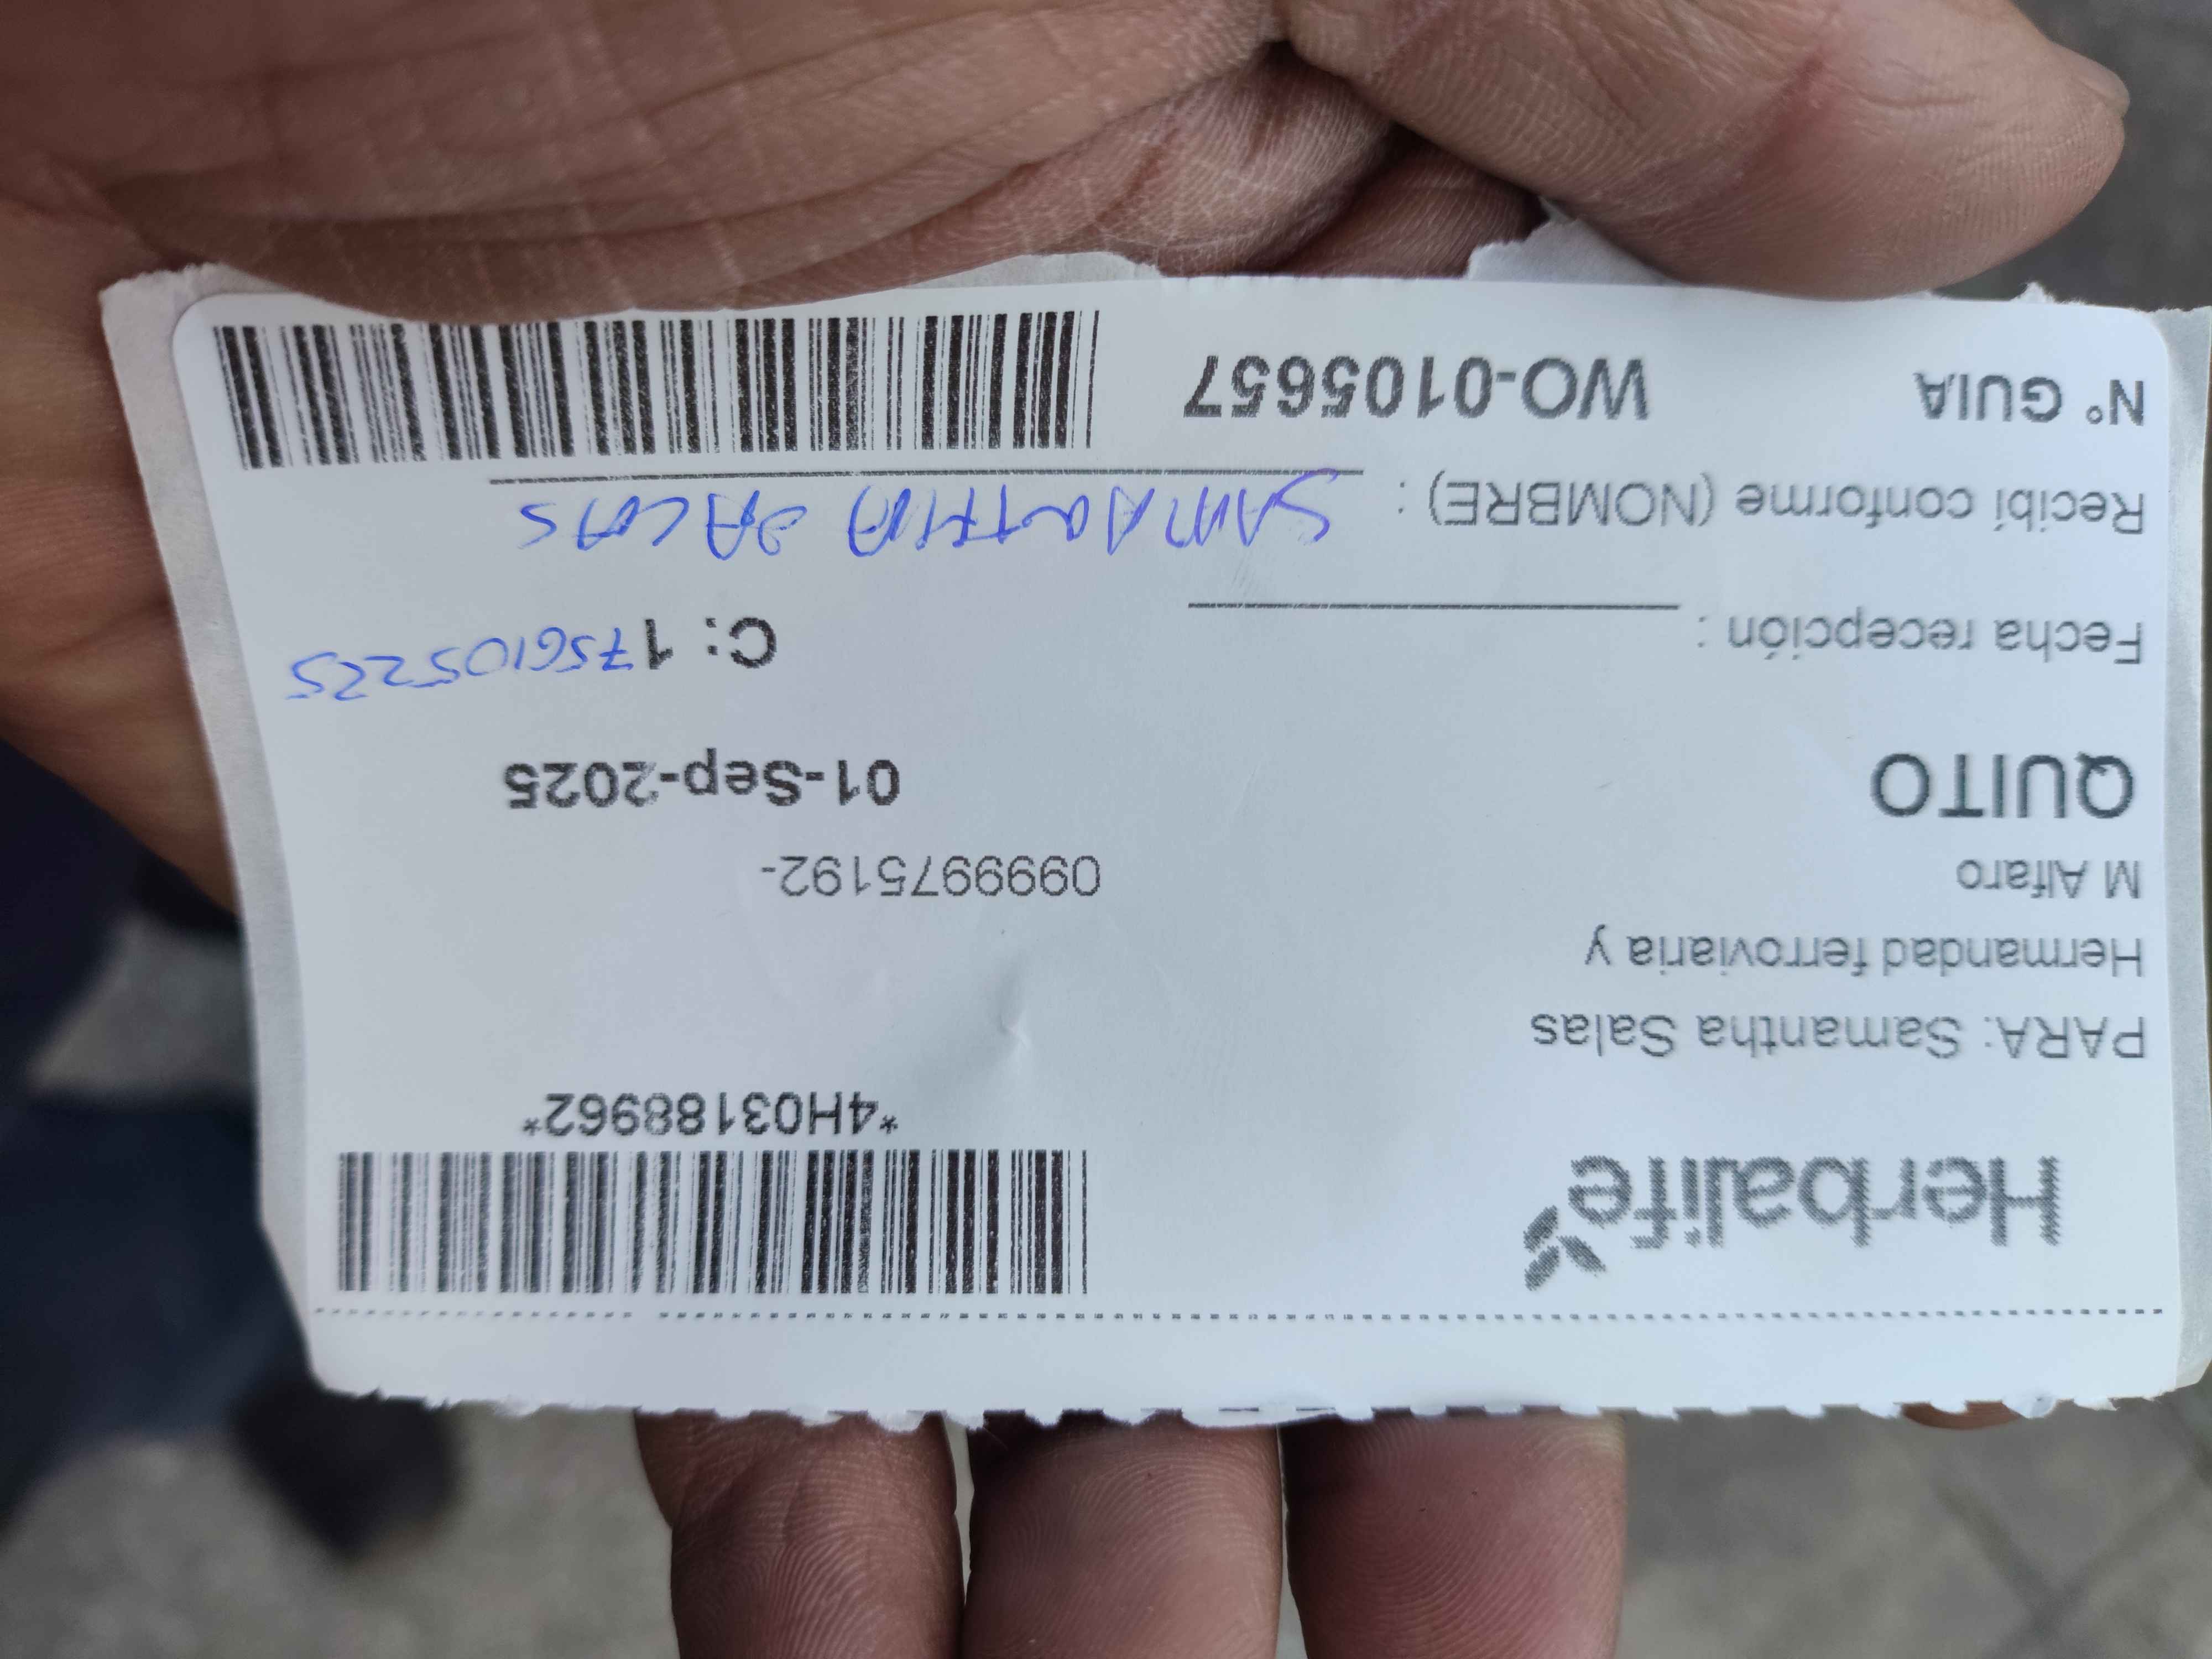 Herbalife
*4H03188962*
PARA: Samantha Salas
Hermandad ferroviaria y
M Alfaro
0999975192-
QUITO
01-Sep-2025
Fecha recepción :
C: 1756105225
Recibí conforme (NOMBRE) : SAMANTHA SALAS
N° GUIA WO-0105657